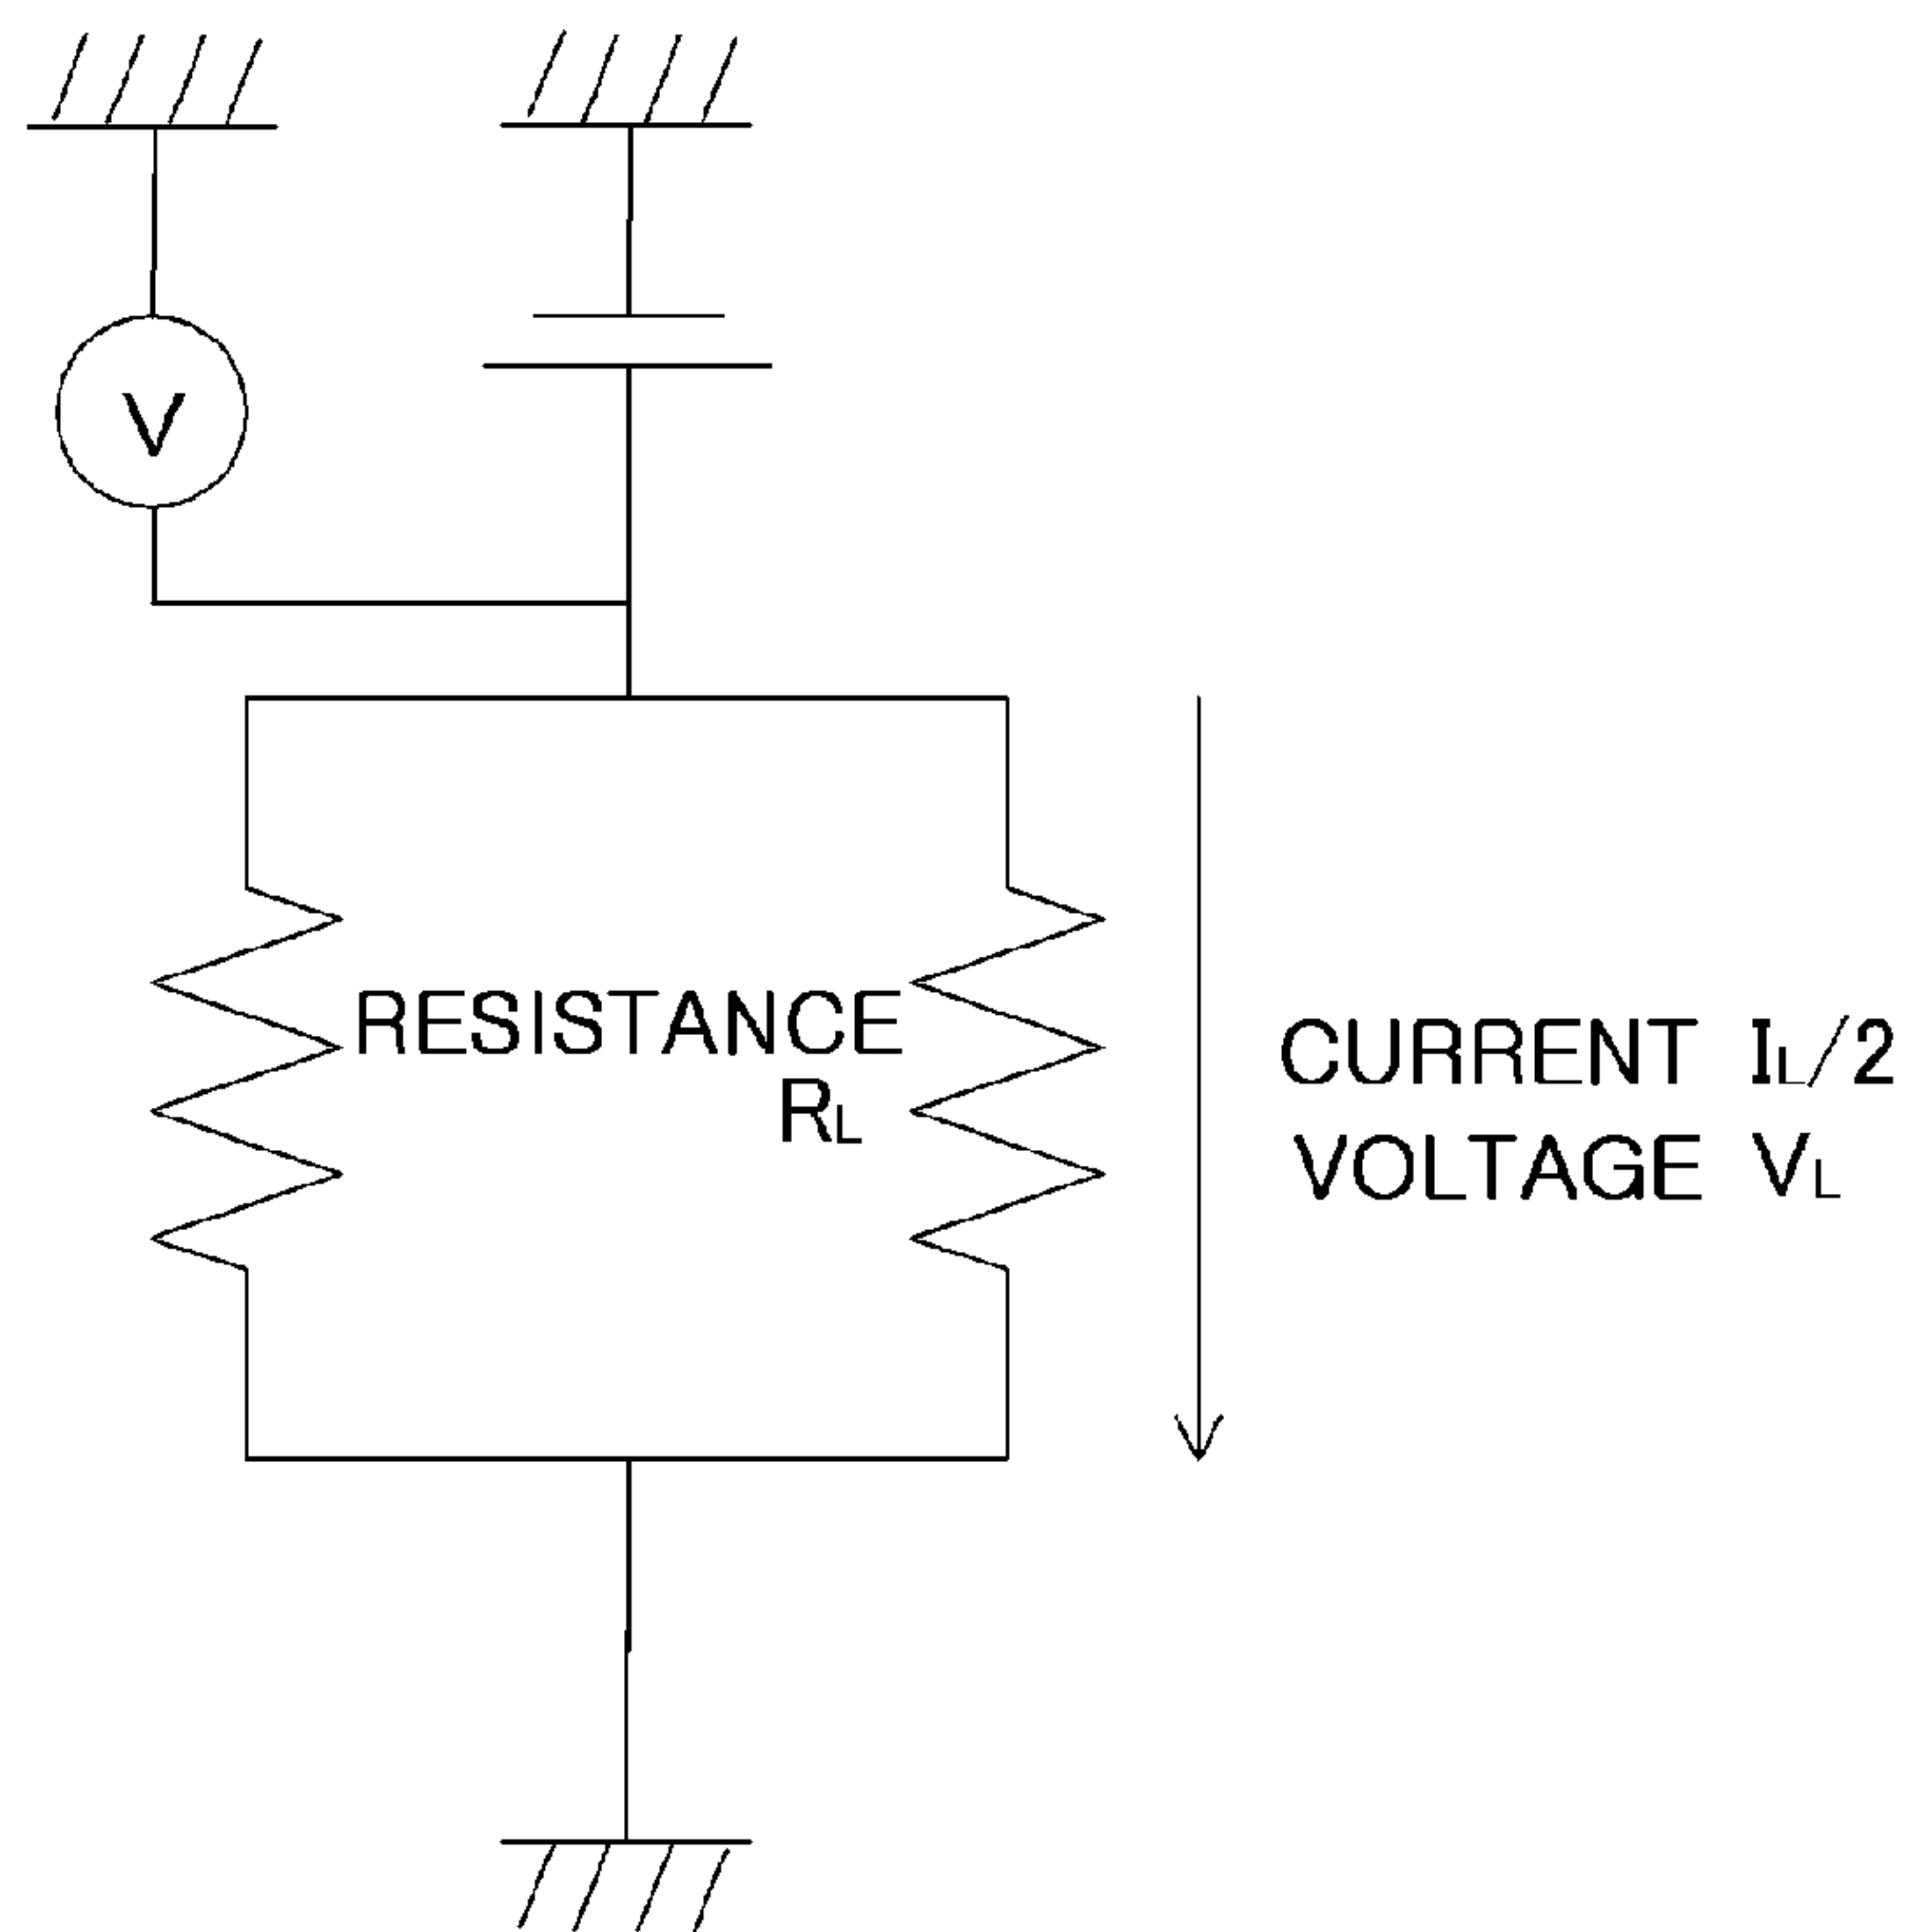 V
RESISTANCE
RL
CURRENT IL/2
VOLTAGE VL